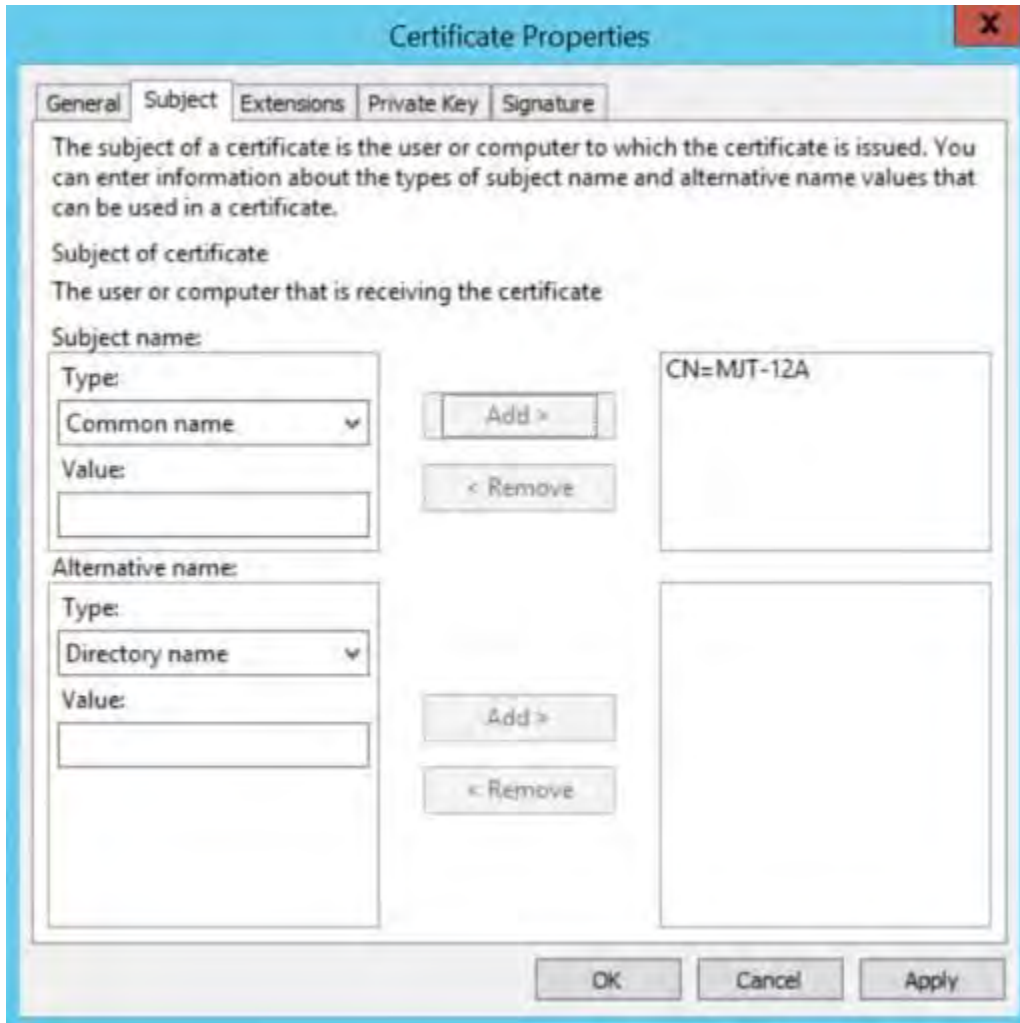 Certificate Properties
X
General Subject Extensions Private Key Signature
The subject of a certificate is the user or computer to which the certificate is issued. You
can enter information about the types of subject name and alternative name values that
can be used in a certificate.
Subject of certificate
The user or computer that is receiving the certificate
Subject name:
Type:
Common name
Value:
Add >
< Remove
CN=MJT-12A
Alternative name:
Type:
Directory name
Value:
Add >
< Remove
OK Cancel Apply